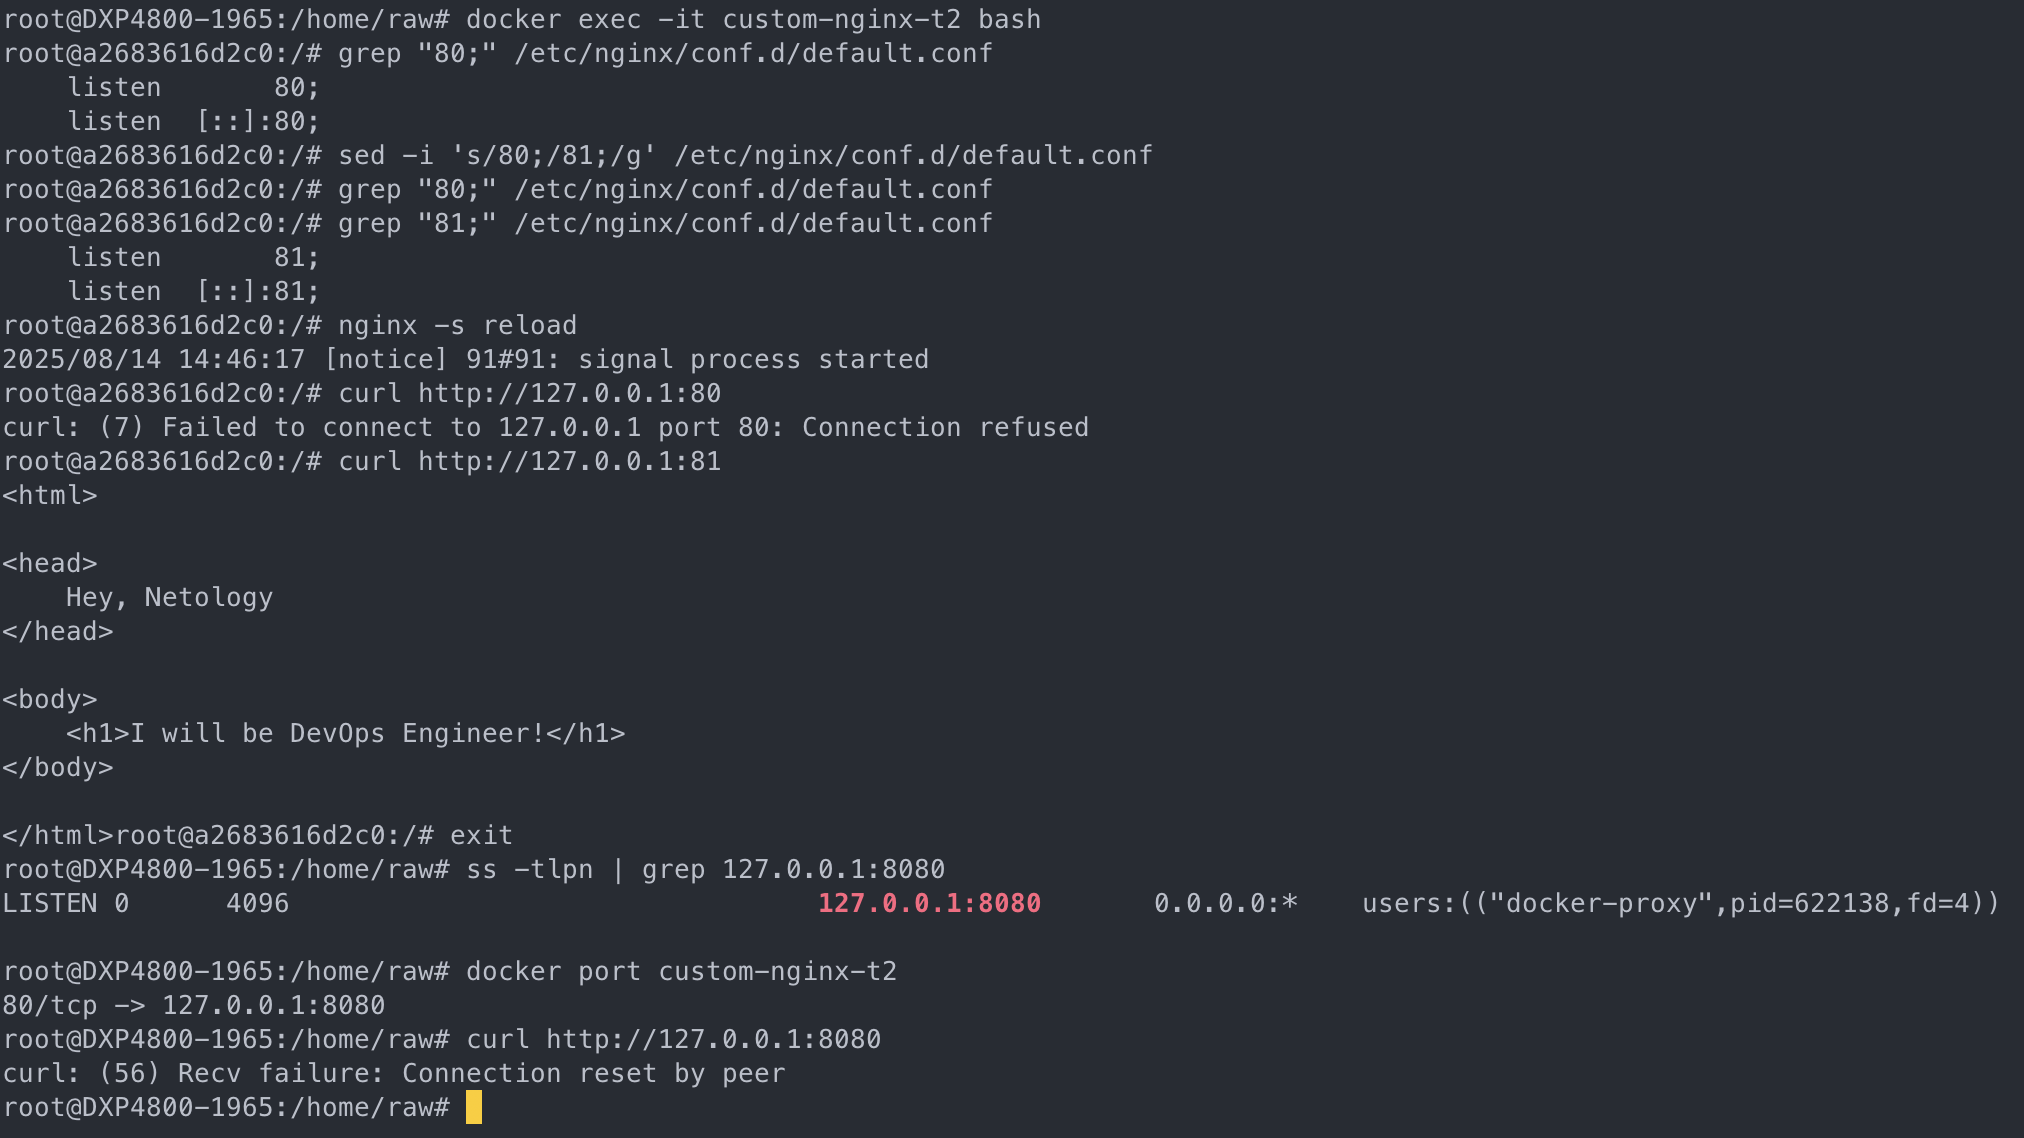 root@DXP4800-1965:/home/raw# docker exec -it custom-nginx-t2 bash
root@a2683616d2c0:/# grep "80;" /etc/nginx/conf.d/default.conf
    listen       80;
    listen  [::]:80;
root@a2683616d2c0:/# sed -i 's/80;/81;/g' /etc/nginx/conf.d/default.conf
root@a2683616d2c0:/# grep "80;" /etc/nginx/conf.d/default.conf
root@a2683616d2c0:/# grep "81;" /etc/nginx/conf.d/default.conf
    listen       81;
    listen  [::]:81;
root@a2683616d2c0:/# nginx -s reload
2025/08/14 14:46:17 [notice] 91#91: signal process started
root@a2683616d2c0:/# curl http://127.0.0.1:80
curl: (7) Failed to connect to 127.0.0.1 port 80: Connection refused
root@a2683616d2c0:/# curl http://127.0.0.1:81
<html>

<head>
    Hey, Netology
</head>

<body>
    <h1>I will be DevOps Engineer!</h1>
</body>

</html>root@a2683616d2c0:/# exit
root@DXP4800-1965:/home/raw# ss -tlpn | grep 127.0.0.1:8080
LISTEN 0      4096                                 127.0.0.1:8080       0.0.0.0:*    users:(("docker-proxy",pid=622138,fd=4))

root@DXP4800-1965:/home/raw# docker port custom-nginx-t2
80/tcp -> 127.0.0.1:8080
root@DXP4800-1965:/home/raw# curl http://127.0.0.1:8080
curl: (56) Recv failure: Connection reset by peer
root@DXP4800-1965:/home/raw#